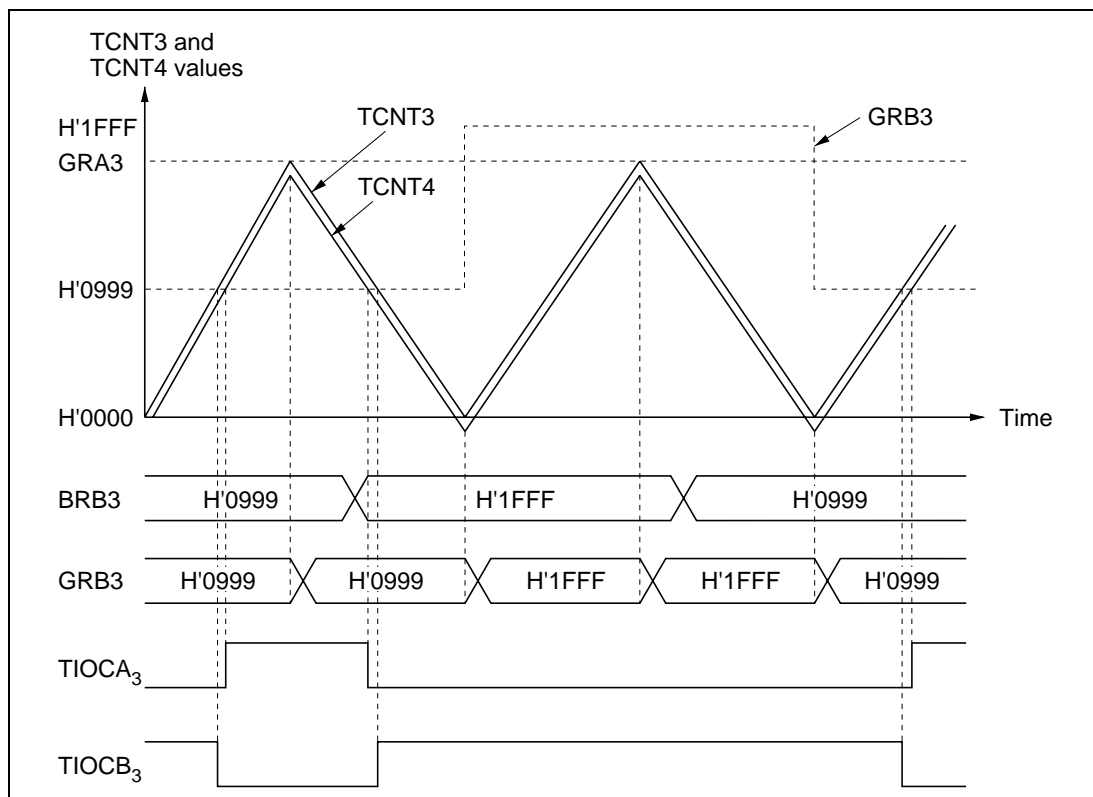 TCNT3 and
TCNT4 values
H'1FFF
TCNT3
GRB3
GRA3
TCNT4
H'0999
H'0000
Time
BRB3 H'0999 H'1FFF H'0999
GRB3 H'0999 H'0999 H'1FFF H'1FFF H'0999
TIOCA3
TIOCB3